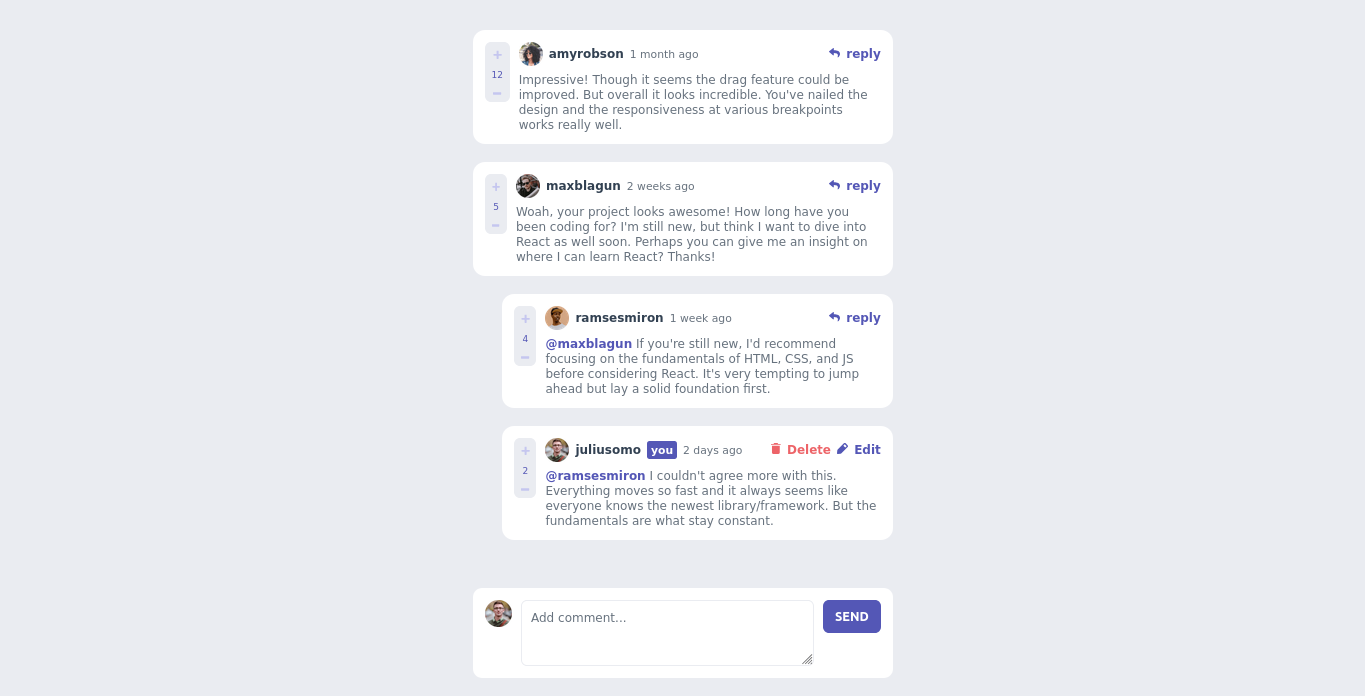 +
12
−
amyrobson 1 month ago reply
Impressive! Though it seems the drag feature could be
improved. But overall it looks incredible. You've nailed the
design and the responsiveness at various breakpoints
works really well.
+
5
−
maxblagun 2 weeks ago reply
Woah, your project looks awesome! How long have you
been coding for? I'm still new, but think I want to dive into
React as well soon. Perhaps you can give me an insight on
where I can learn React? Thanks!
+
4
−
ramsesmiron 1 week ago reply
@maxblagun If you're still new, I'd recommend
focusing on the fundamentals of HTML, CSS, and JS
before considering React. It's very tempting to jump
ahead but lay a solid foundation first.
+
2
−
juliusomo you 2 days ago Delete Edit
@ramsesmiron I couldn't agree more with this.
Everything moves so fast and it always seems like
everyone knows the newest library/framework. But the
fundamentals are what stay constant.
Add comment... SEND